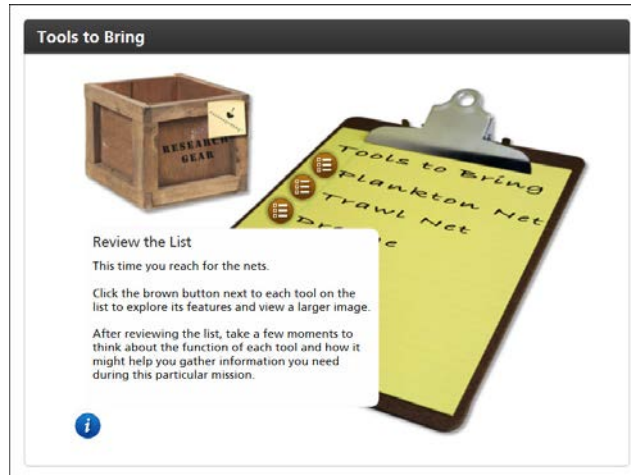 Tools to Bring
RESEARCH
GEAR
Tools to Bring
Plankton Net
Trawl Net
Review the List
This time you reach for the nets.
Click the brown button next to each tool on the
list to explore its features and view a larger image.
After reviewing the list, take a few moments to
think about the function of each tool and how it
might help you gather information you need
during this particular mission.
i